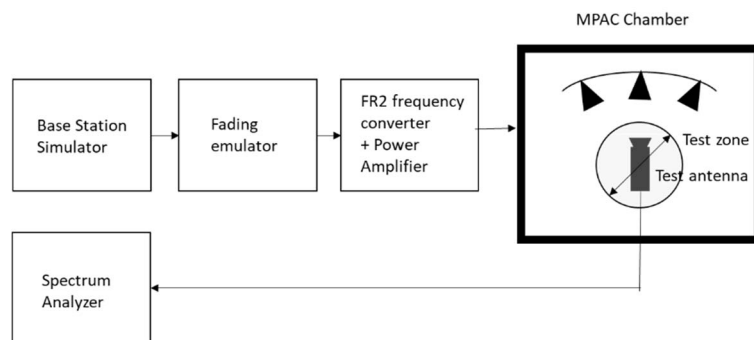 MPAC Chamber
Base Station
Simulator
Fading
emulator
FR2 frequency
converter
+ Power
Amplifier
Test zone
Test antenna
Spectrum
Analyzer